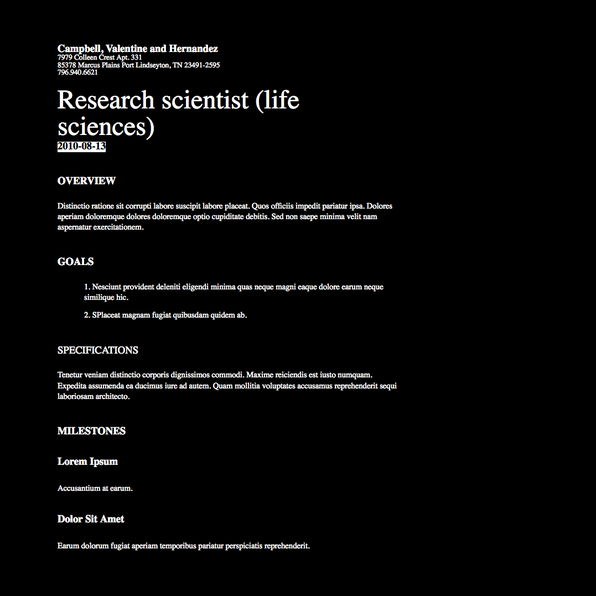 Campbell, Valentine and Hernandez
7979 Colleen Crest Apt. 331
85378 Marcus Plains Port Lindseyton, TN 23491-2595
796.940.6621
Research scientist (life
sciences)
2010-08-13
OVERVIEW
Distinctio ratione sit corrupti labore suscipit labore placeat. Quos officiis impedit pariatur ipsa. Dolores
aperiam doloremque dolores doloremque optio cupiditate debitis. Sed non saepe minima velit nam
aspernatur exercitationem.
GOALS
1. Nesciunt provident deleniti eligendi minima quas neque magni eaque dolore earum neque
similique hic.
2. SPlaceat magnam fugiat quibusdam quidem ab.
SPECIFICATIONS
Tenetur veniam distinctio corporis dignissimos commodi. Maxime reiciendis est iusto numquam.
Expedita assumenda ea ducimus iure ad autem. Quam mollitia voluptates accusamus reprehenderit sequi
laboriosam architecto.
MILESTONES
Lorem Ipsum
Accusantium at earum.
Dolor Sit Amet
Earum dolorum fugiat aperiam temporibus pariatur perspiciatis reprehenderit.